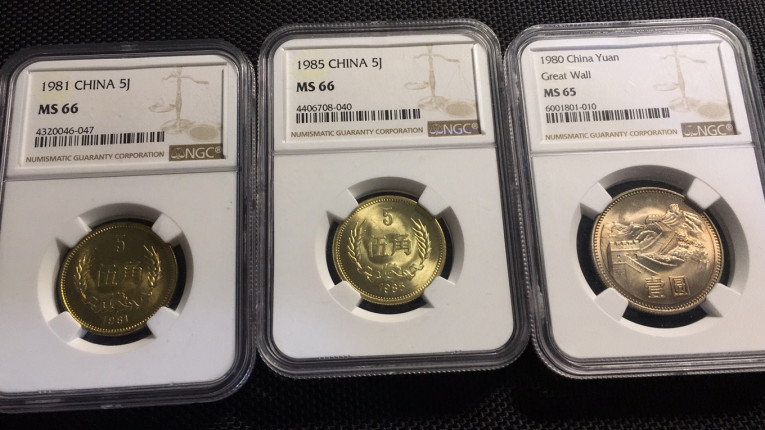 1981 CHINA 5J
MS 66
4320046-047
NUMISMATIC GUARANTY CORPORATION
NGC
5
伍角
1981
1985 CHINA 5J
MS 66
4406708-040
NUMISMATIC GUARANTY CORPORATION
NGC
5
伍角
1985
1980 China Yuan
Great Wall
MS 65
6001801-010
NUMISMATIC GUARANTY CORPORATION
NGC
壹圆